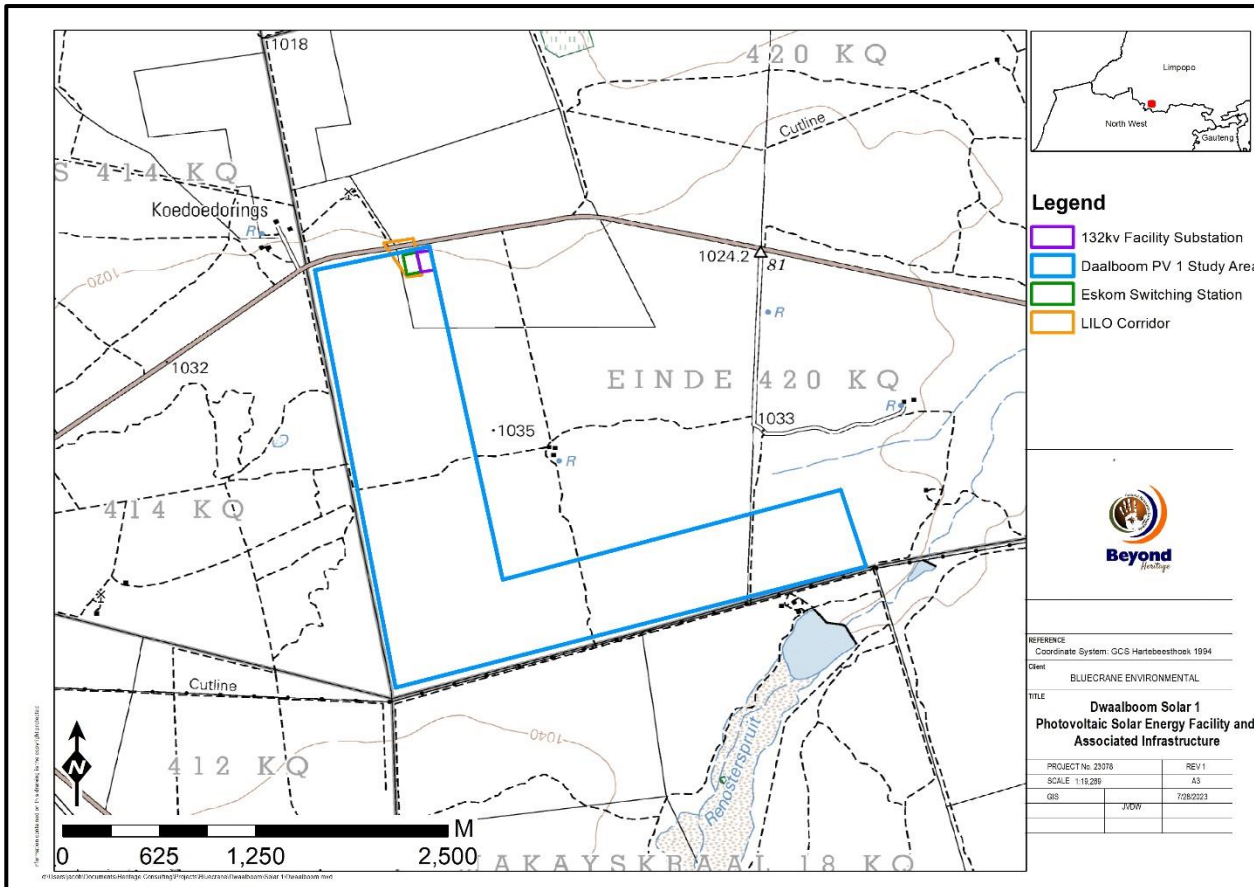 1018
420 KQ
Cutline
S 414 KQ
Koedoedorings
R
1024.2
81
1020
R
1032
EINDE 420 KQ
R
1033
1035
R
414 KQ
Cutline
412 KQ
1040
Renosterspruit
N
M
0 625 1,250 2,500
JAKAYSKRAAL 18 KQ
Limpopo
North West
Gauteng
Legend
132kv Facility Substation
Daalboom PV 1 Study Area
Eskom Switching Station
LILO Corridor
Beyond
Heritage
REFERENCE
Coordinate System: GCS Hartebeesthoek 1994
Client
BLUECRANE ENVIRONMENTAL
TITLE
Dwaalboom Solar 1
Photovoltaic Solar Energy Facility and
Associated Infrastructure
PROJECT No. 23078 REV 1
SCALE 1:19,289 A3
GIS JVDW 7/28/2023